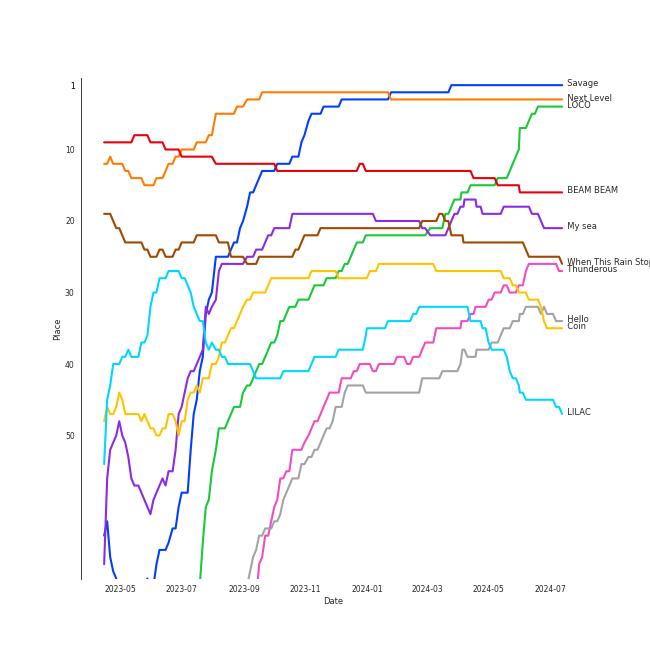 Savage
1
Next Level
LOCO
10
BEAM BEAM
20
My sea
When This Rain Stop
Thunderous
30
Hello
Coin
Place
40
LILAC
50
2023-05 2023-07 2023-09 2023-11 2024-01 2024-03 2024-05 2024-07
Date